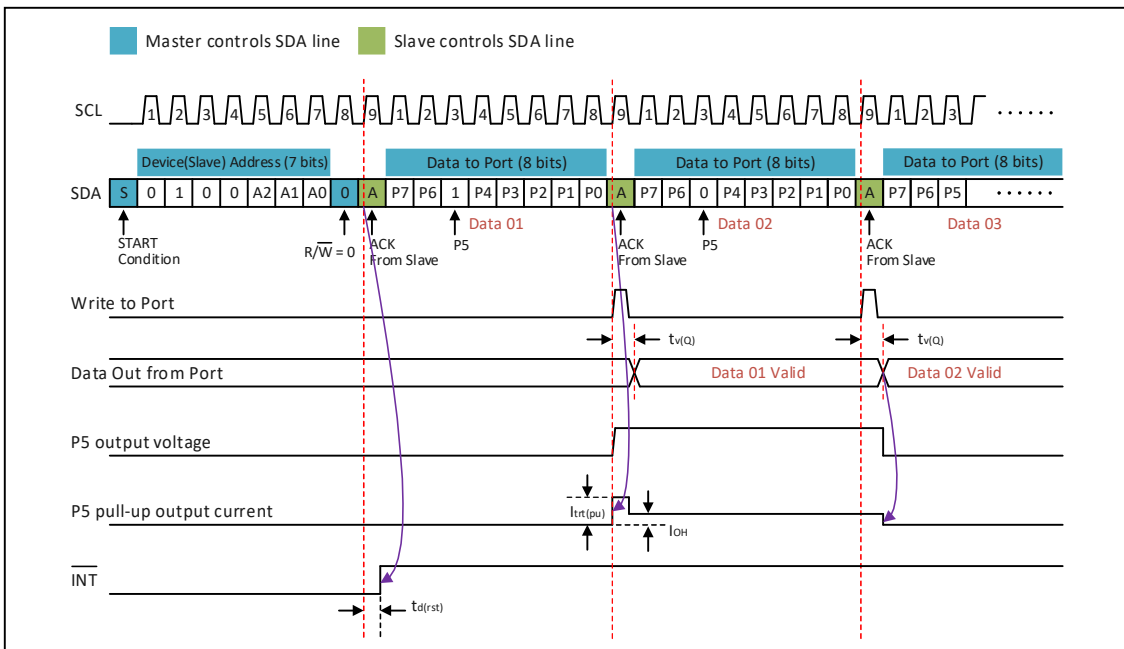 Master controls SDA line Slave controls SDA line
SCL 1 2 3 4 5 6 7 8 9 1 2 3 4 5 6 7 8 9 1 2 3 4 5 6 7 8 9 1 2 3 ......
Device(Slave) Address (7 bits) Data to Port (8 bits) Data to Port (8 bits) Data to Port (8 bits)
SDA S 0 1 0 0 A2 A1 A0 0 A P7 P6 1 P4 P3 P2 P1 P0 A P7 P6 0 P4 P3 P2 P1 P0 A P7 P6 P5 ......
Data 01 Data 02 Data 03
START Condition
R/W̅ = 0
ACK From Slave
P5
ACK From Slave
P5
ACK From Slave
Write to Port
tv(Q) tv(Q)
Data Out from Port Data 01 Valid Data 02 Valid
P5 output voltage
P5 pull-up output current Itrt(pu) IOH
I̅N̅T̅
td(rst)